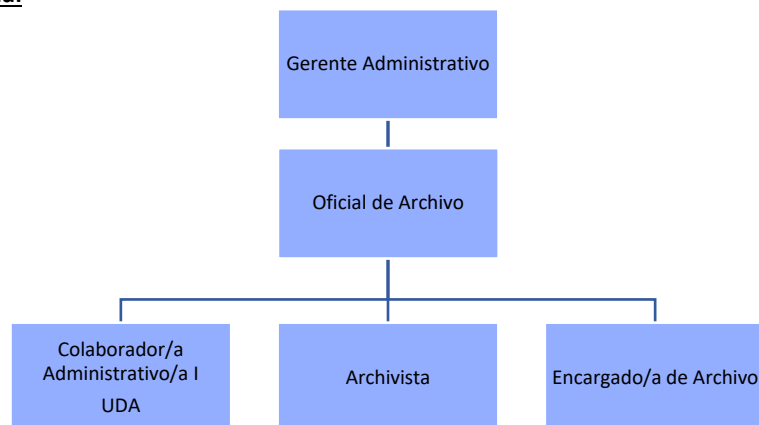 Gerente Administrativo
Oficial de Archivo
Colaborador/a
Administrativo/a I
UDA
Archivista
Encargado/a de Archivo